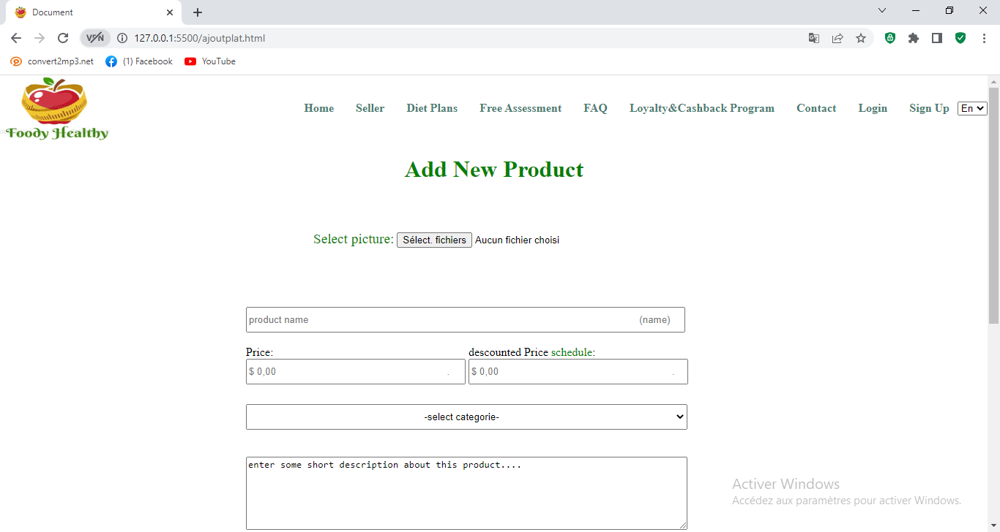 Document
VPN
127.0.0.1:5500/ajoutplat.html
convert2mp3.net (1) Facebook YouTube
Foody Healthy
Home Seller Diet Plans Free Assessment FAQ Loyalty&Cashback Program Contact Login Sign Up En
Add New Product
Select picture: Sélect. fichiers Aucun fichier choisi
product name (name)
Price: descounted Price schedule:
$ 0,00 . $ 0,00 .
-select categorie-
enter some short description about this product....
Activer Windows
Accédez aux paramètres pour activer Windows.